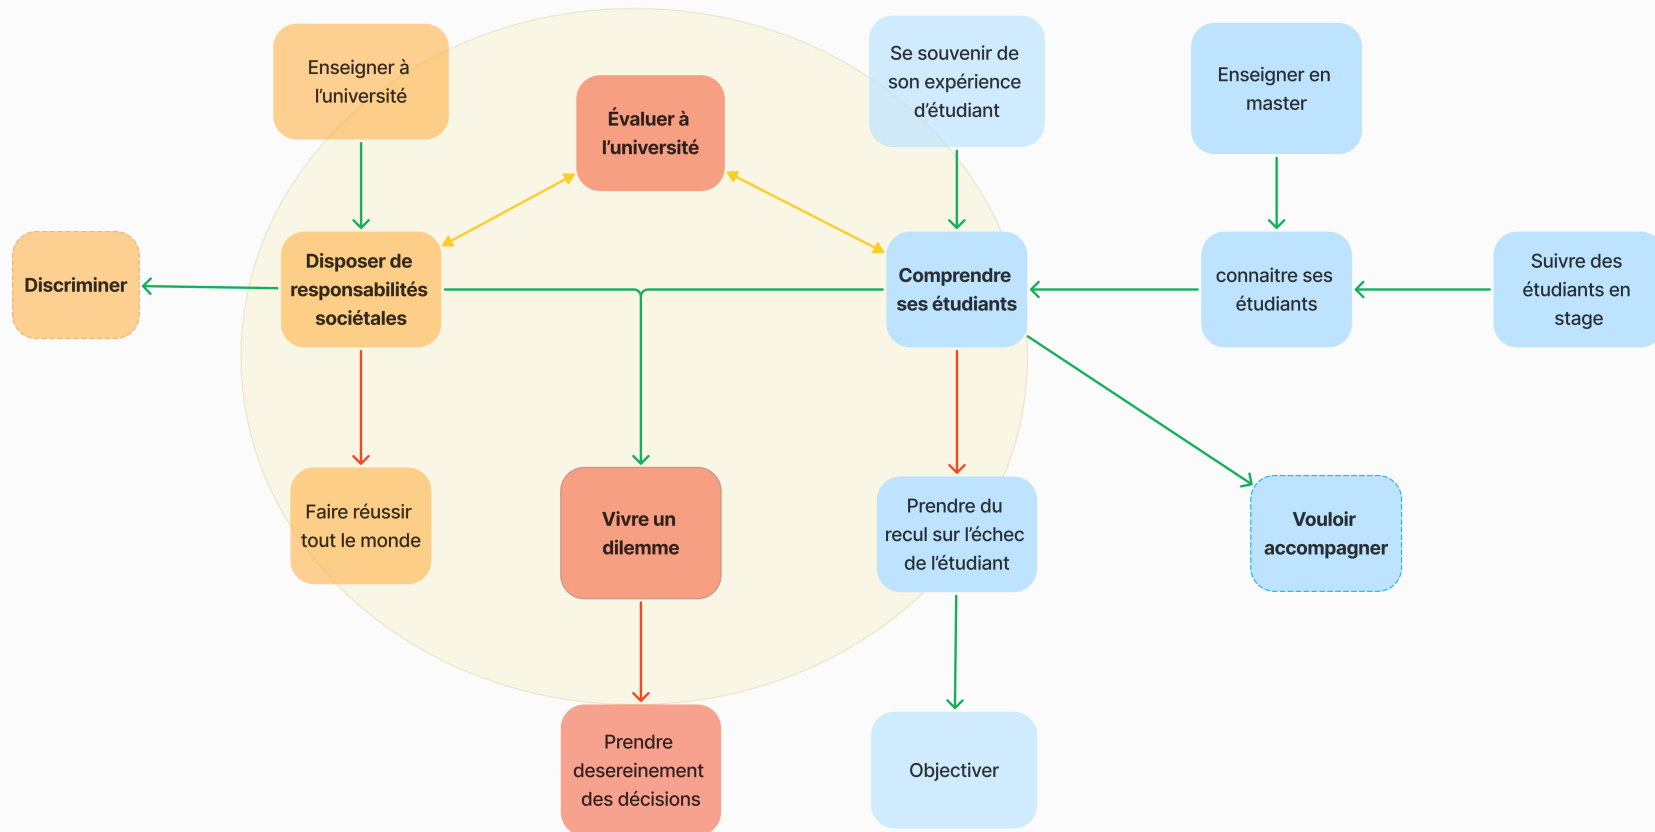 Enseigner à
l’université
Évaluer à
l’université
Se souvenir de
son expérience
d’étudiant
Enseigner en
master
Discriminer
Disposer de
responsabilités
sociétales
Comprendre
ses étudiants
connaitre ses
étudiants
Suivre des
étudiants en
stage
Faire réussir
tout le monde
Vivre un
dilemme
Prendre du
recul sur l’échec
de l’étudiant
Vouloir
accompagner
Prendre
desereinement
des décisions
Objectiver